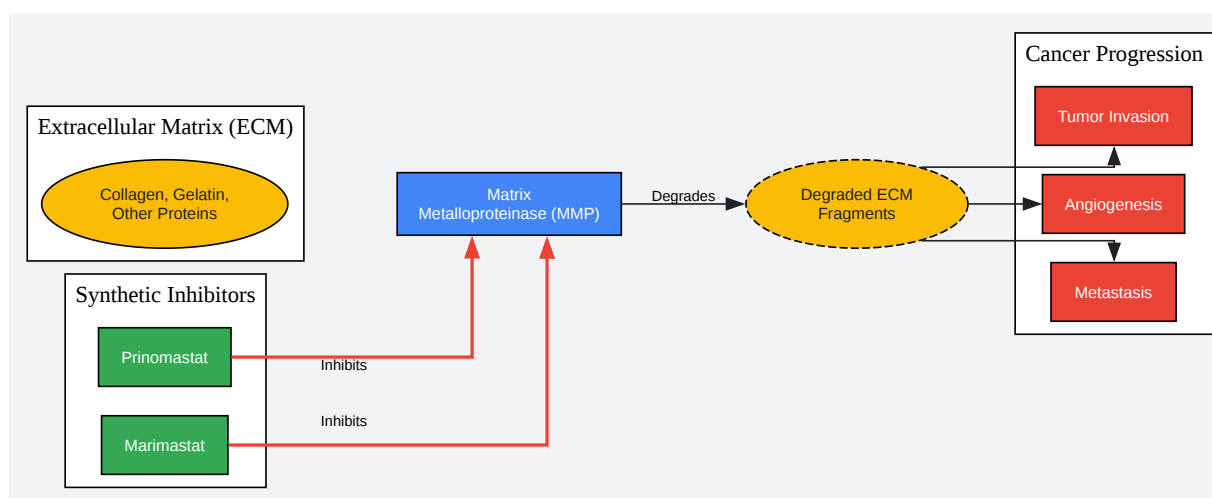 Extracellular Matrix (ECM)
Collagen, Gelatin,
Other Proteins
Synthetic Inhibitors
Prinomastat
Inhibits
Marimastat
Inhibits
Matrix
Metalloproteinase (MMP)
Degrades
Degraded ECM
Fragments
Cancer Progression
Tumor Invasion
Angiogenesis
Metastasis